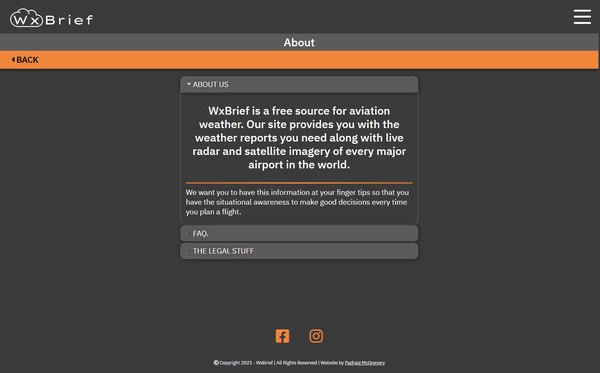 WxBrief
About
BACK
ABOUT US
WxBrief is a free source for aviation
weather. Our site provides you with the
weather reports you need along with live
radar and satellite imagery of every major
airport in the world.
We want you to have this information at your finger tips so that you
have the situational awareness to make good decisions every time
you plan a flight.
FAQ.
THE LEGAL STUFF
© Copyright 2021 - WxBrief | All Rights Reserved | Website by Padraig McGrenery